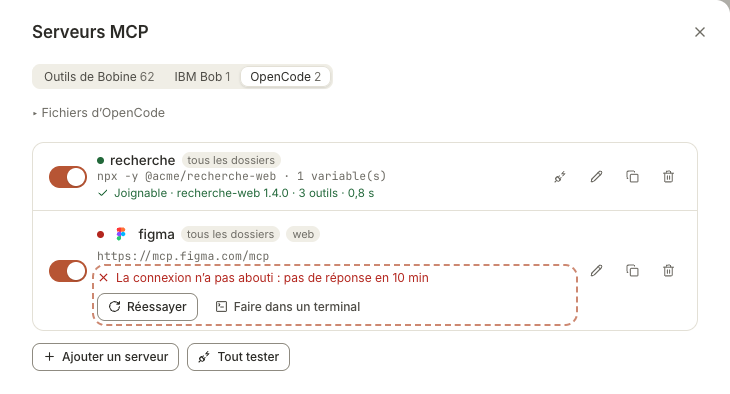 Serveurs MCP
Outils de Bobine 62 IBM Bob 1 OpenCode 2
▸ Fichiers d’OpenCode
recherche tous les dossiers
npx -y @acme/recherche-web · 1 variable(s)
Joignable · recherche-web 1.4.0 · 3 outils · 0,8 s
figma tous les dossiers web
https://mcp.figma.com/mcp
La connexion n’a pas abouti : pas de réponse en 10 min
Réessayer Faire dans un terminal
Ajouter un serveur Tout tester